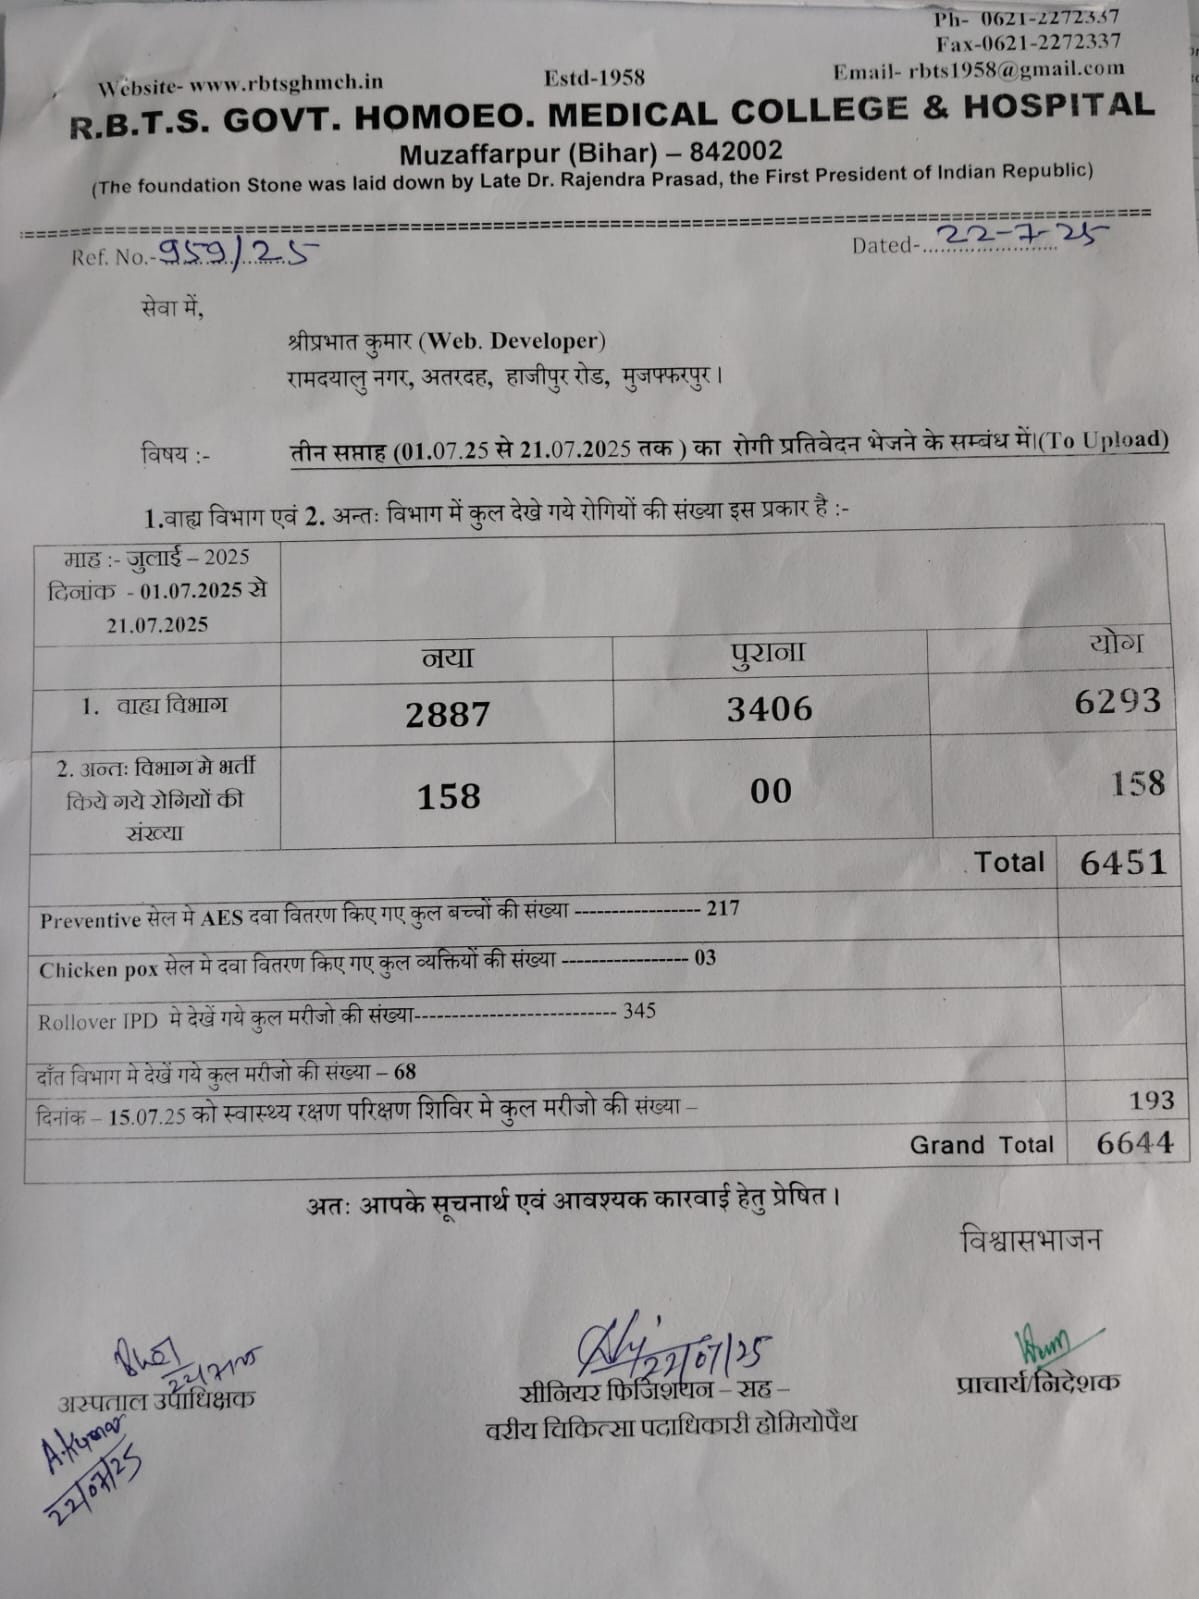 Ph- 0621-2272337
Fax-0621-2272337
Website- www.rbtsghmch.in Estd-1958 Email- rbts1958@gmail.com
R.B.T.S. GOVT. HOMOEO. MEDICAL COLLEGE & HOSPITAL
Muzaffarpur (Bihar) – 842002
(The foundation Stone was laid down by Late Dr. Rajendra Prasad, the First President of Indian Republic)
Ref. No.-959/25 Dated-22-7-25
सेवा में,
श्रीप्रभात कुमार (Web. Developer)
रामदयालु नगर, अतरदह, हाजीपुर रोड, मुजफ्फरपुर।
विषय :- तीन सप्ताह (01.07.25 से 21.07.2025 तक ) का रोगी प्रतिवेदन भेजने के सम्बंध में।(To Upload)
1.वाह्य विभाग एवं 2. अन्तः विभाग में कुल देखे गये रोगियों की संख्या इस प्रकार है :-
माह :- जुलाई – 2025
दिनांक - 01.07.2025 से
21.07.2025
नया पुराना योग
1. वाह्य विभाग 2887 3406 6293
2. अन्तः विभाग मे भर्ती
किये गये रोगियों की
संख्या
158 00 158
Total 6451
Preventive सेल मे AES दवा वितरण किए गए कुल बच्चों की संख्या ----------------- 217
Chicken pox सेल मे दवा वितरण किए गए कुल व्यक्तियों की संख्या ----------------- 03
Rollover IPD मे देखें गये कुल मरीजो की संख्या--------------------------- 345
दाँत विभाग मे देखें गये कुल मरीजो की संख्या – 68
दिनांक – 15.07.25 को स्वास्थ्य रक्षण परिक्षण शिविर मे कुल मरीजो की संख्या – 193
Grand Total 6644
अतः आपके सूचनार्थ एवं आवश्यक कारवाई हेतु प्रेषित।
विश्वासभाजन
22/7/25
22/07/25
अस्पताल उपाधिक्षक
सीनियर फिजिशयन – सह –
प्राचार्य/निदेशक
वरीय चिकित्सा पदाधिकारी होमियोपैथ
A.Kumar
22/07/25